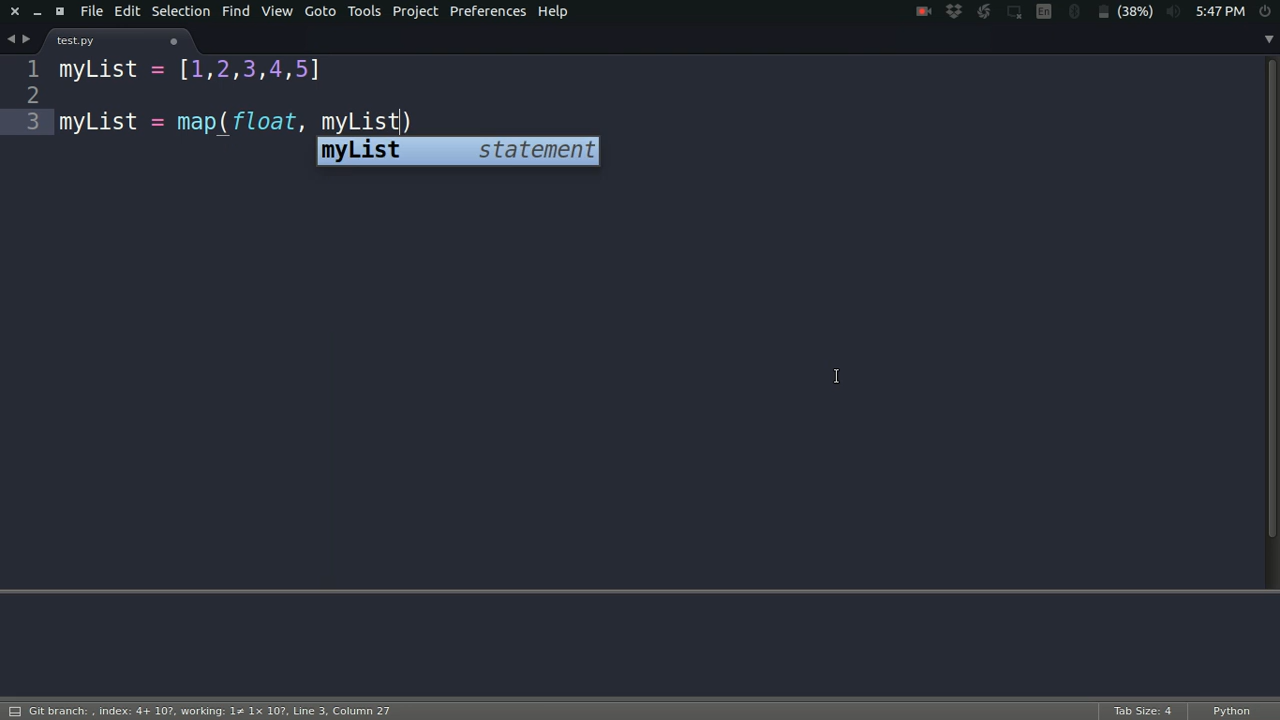 File Edit Selection Find View Goto Tools Project Preferences Help En (38%) 5:47 PM
test.py
1 myList = [1,2,3,4,5]
2
3 myList = map(float, myList)
myList statement
Git branch: , index: 4+ 10?, working: 1≠ 1× 10?, Line 3, Column 27 Tab Size: 4 Python